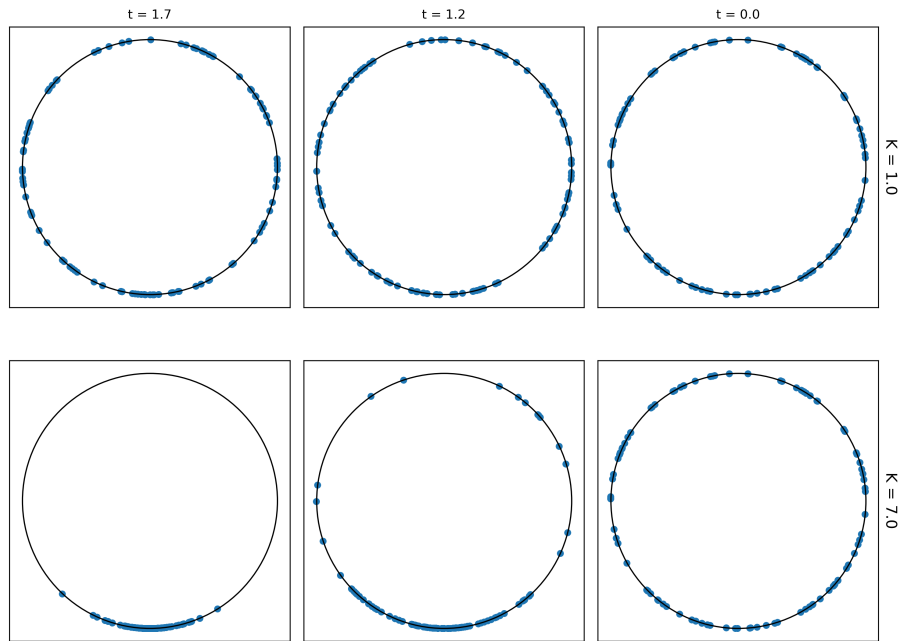 t = 1.7
t = 1.2
t = 0.0
K = 1.0
K = 7.0